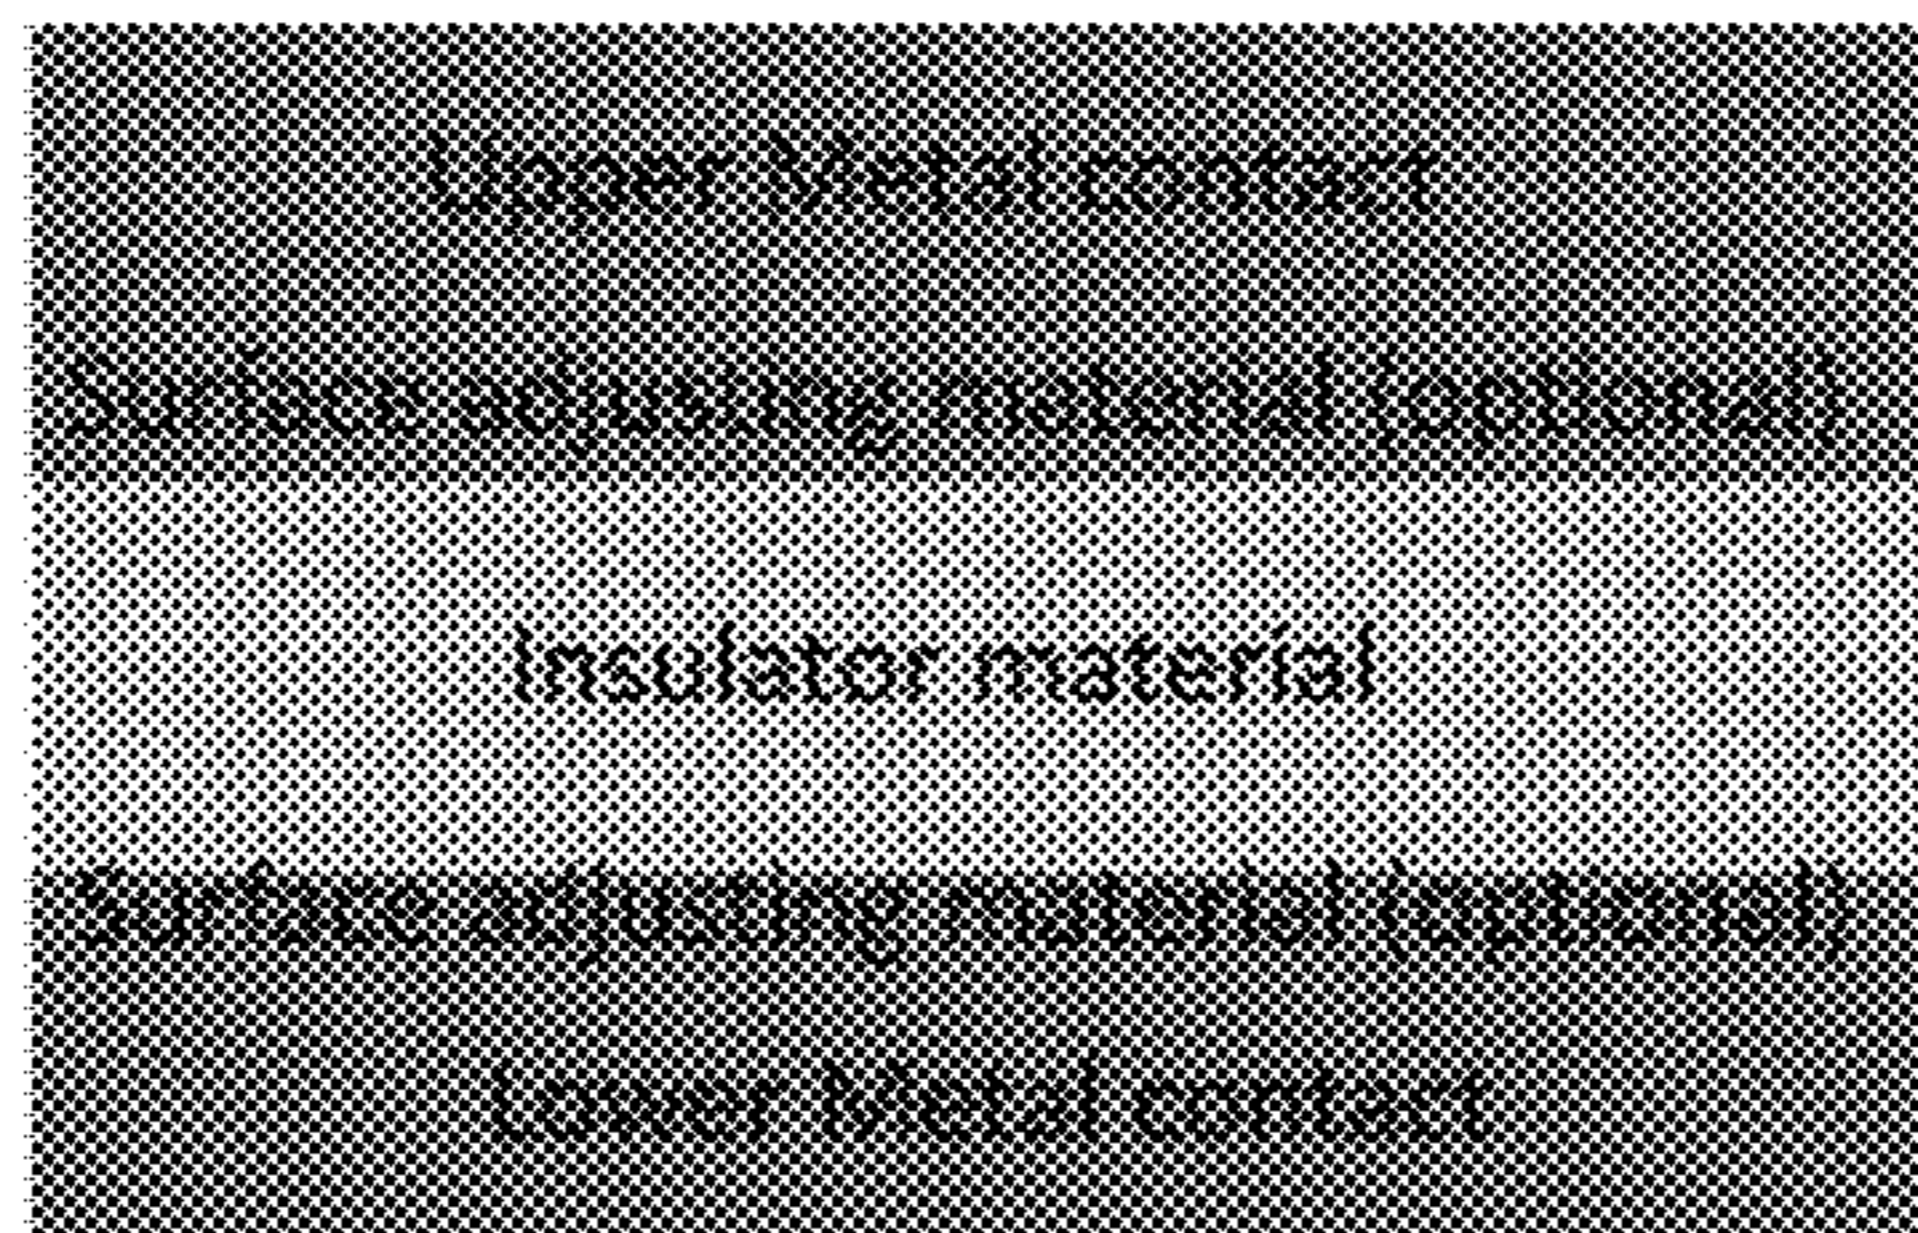 Upper Metal contact
Surface adjusting material (optional)
Insulator material
Surface adjusting material (optional)
Lower Metal contact